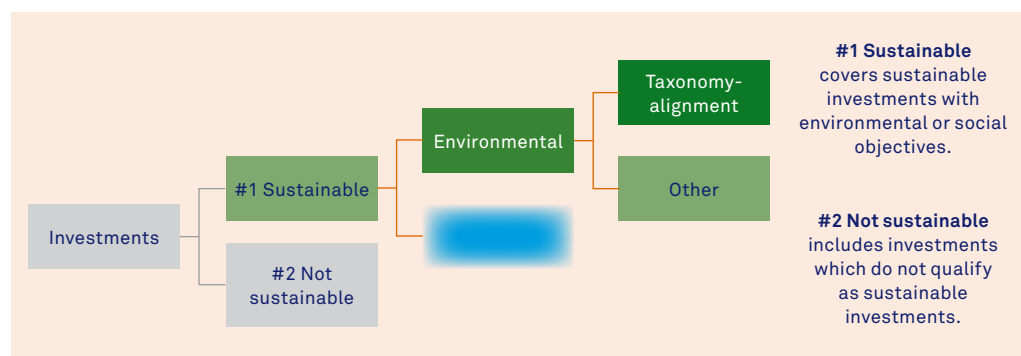 Investments
#1 Sustainable
#2 Not
sustainable
Environmental
Taxonomy-
alignment
Other
#1 Sustainable
covers sustainable
investments with
environmental or social
objectives.
#2 Not sustainable
includes investments
which do not qualify
as sustainable
investments.